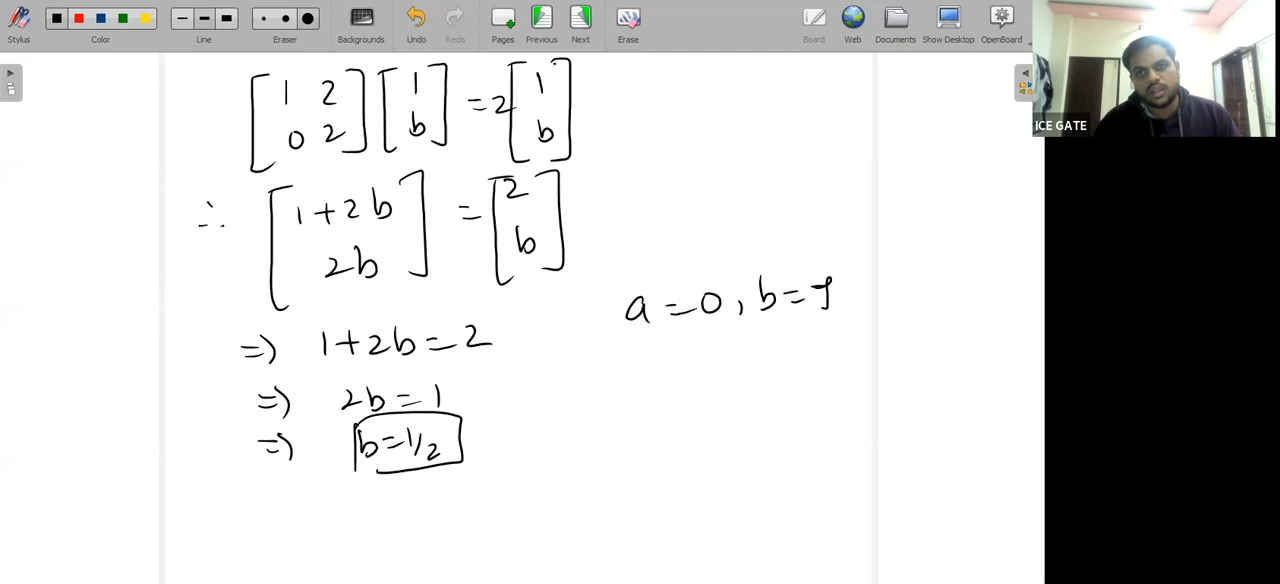 Stylus Color Line Eraser Backgrounds Undo Redo Pages Previous Next Erase Board Web Documents Show Desktop OpenBoard
ICE GATE
[1 2 [1 = 2 [1
0 2] b] b]
∴ [1+2b = [2
2b] b]
a=0, b=
=) 1+2b=2
=) 2b=1
=) b=1/2